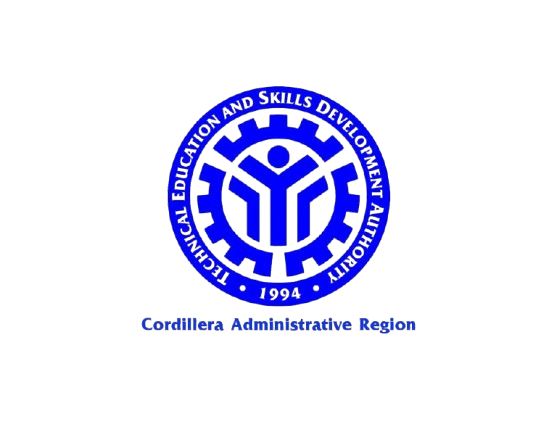 TECHNICAL EDUCATION AND SKILLS DEVELOPMENT AUTHORITY
• 1994 •
Cordillera Administrative Region